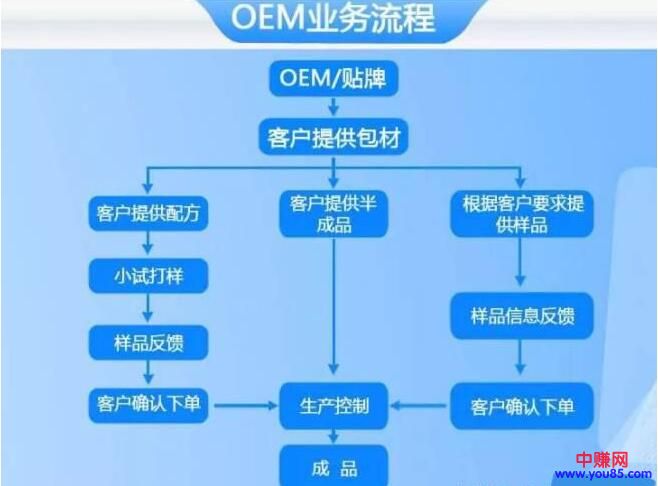 OEM业务流程
OEM/贴牌
客户提供包材
客户提供配方
客户提供半
成品
根据客户要求提
供样品
小试打样
样品信息反馈
样品反馈
客户确认下单
生产控制
客户确认下单
成 品
中赚网
www.you85.com